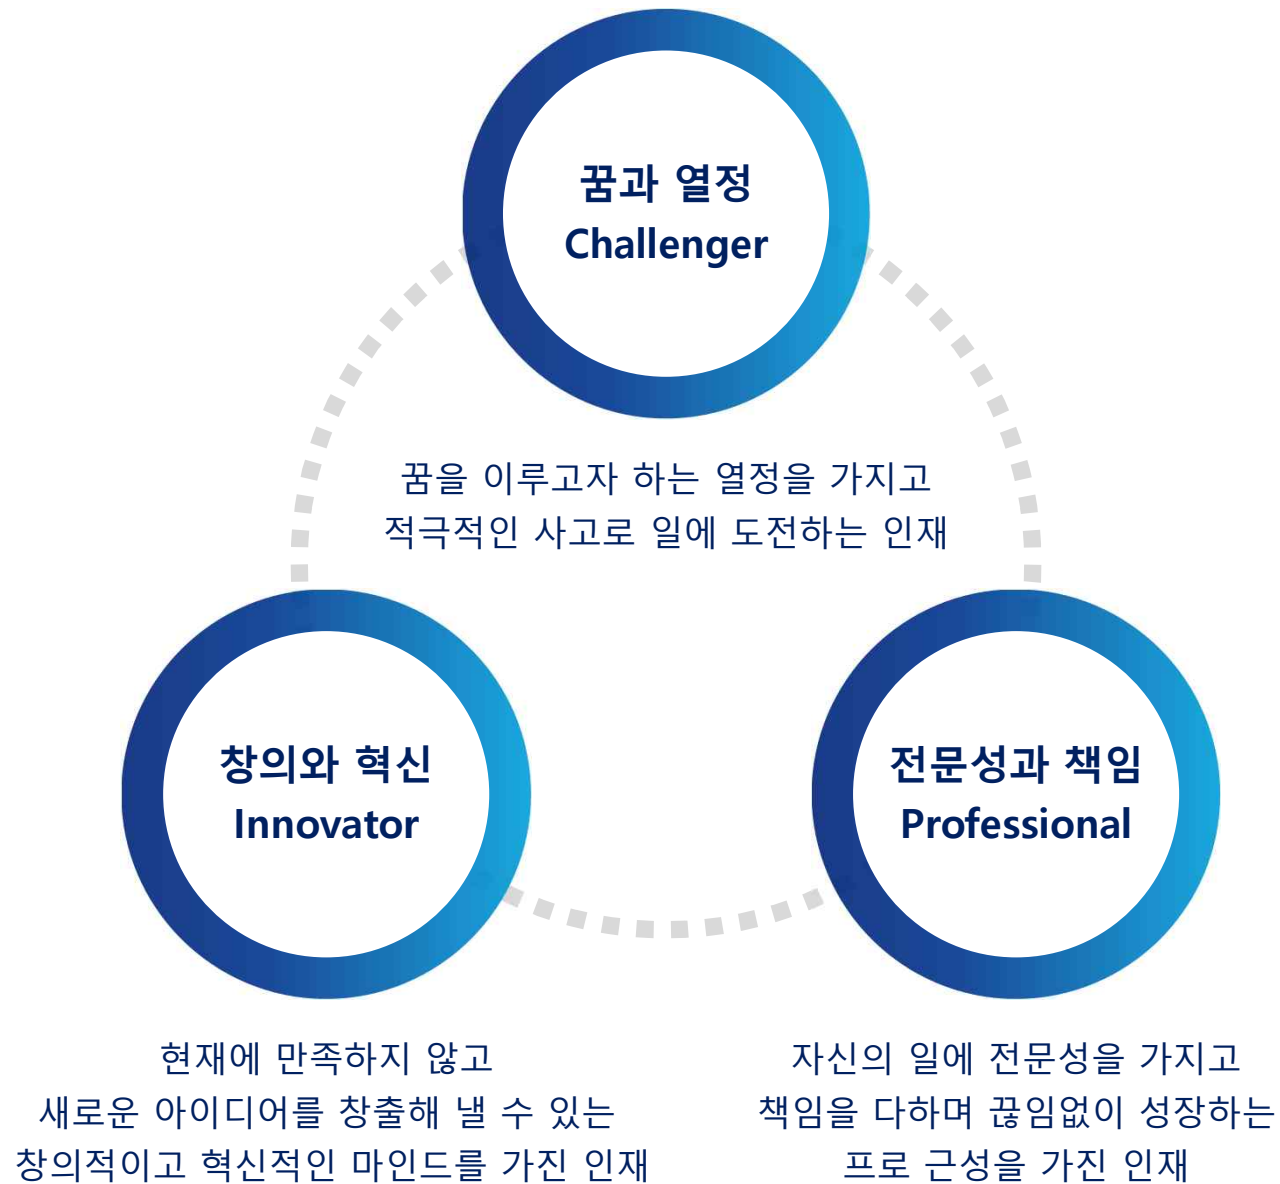 꿈과 열정
Challenger
꿈을 이루고자 하는 열정을 가지고
적극적인 사고로 일에 도전하는 인재
창의와 혁신
Innovator
현재에 만족하지 않고
새로운 아이디어를 창출해 낼 수 있는
창의적이고 혁신적인 마인드를 가진 인재
전문성과 책임
Professional
자신의 일에 전문성을 가지고
책임을 다하며 끊임없이 성장하는
프로 근성을 가진 인재